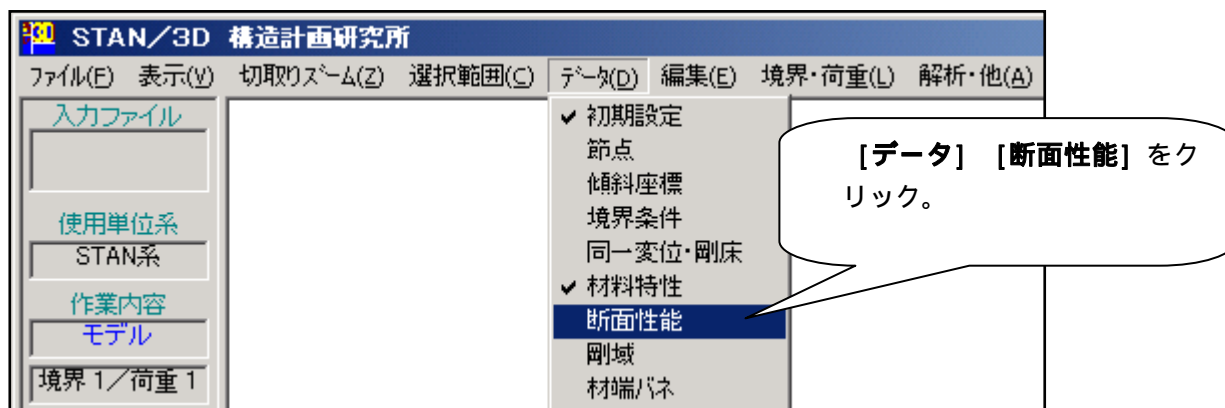 STAN/3D 構造計画研究所
ファイル(F) 表示(V) 切取りズーム(Z) 選択範囲(C) データ(D) 編集(E) 境界・荷重(L) 解析・他(A)
入力ファイル
使用単位系
STAN系
作業内容
モデル
境界 1/荷重 1
初期設定
節点
傾斜座標
境界条件
同一変位・剛床
材料特性
断面性能
剛域
材端バネ
[データ] [断面性能] をク
リック。